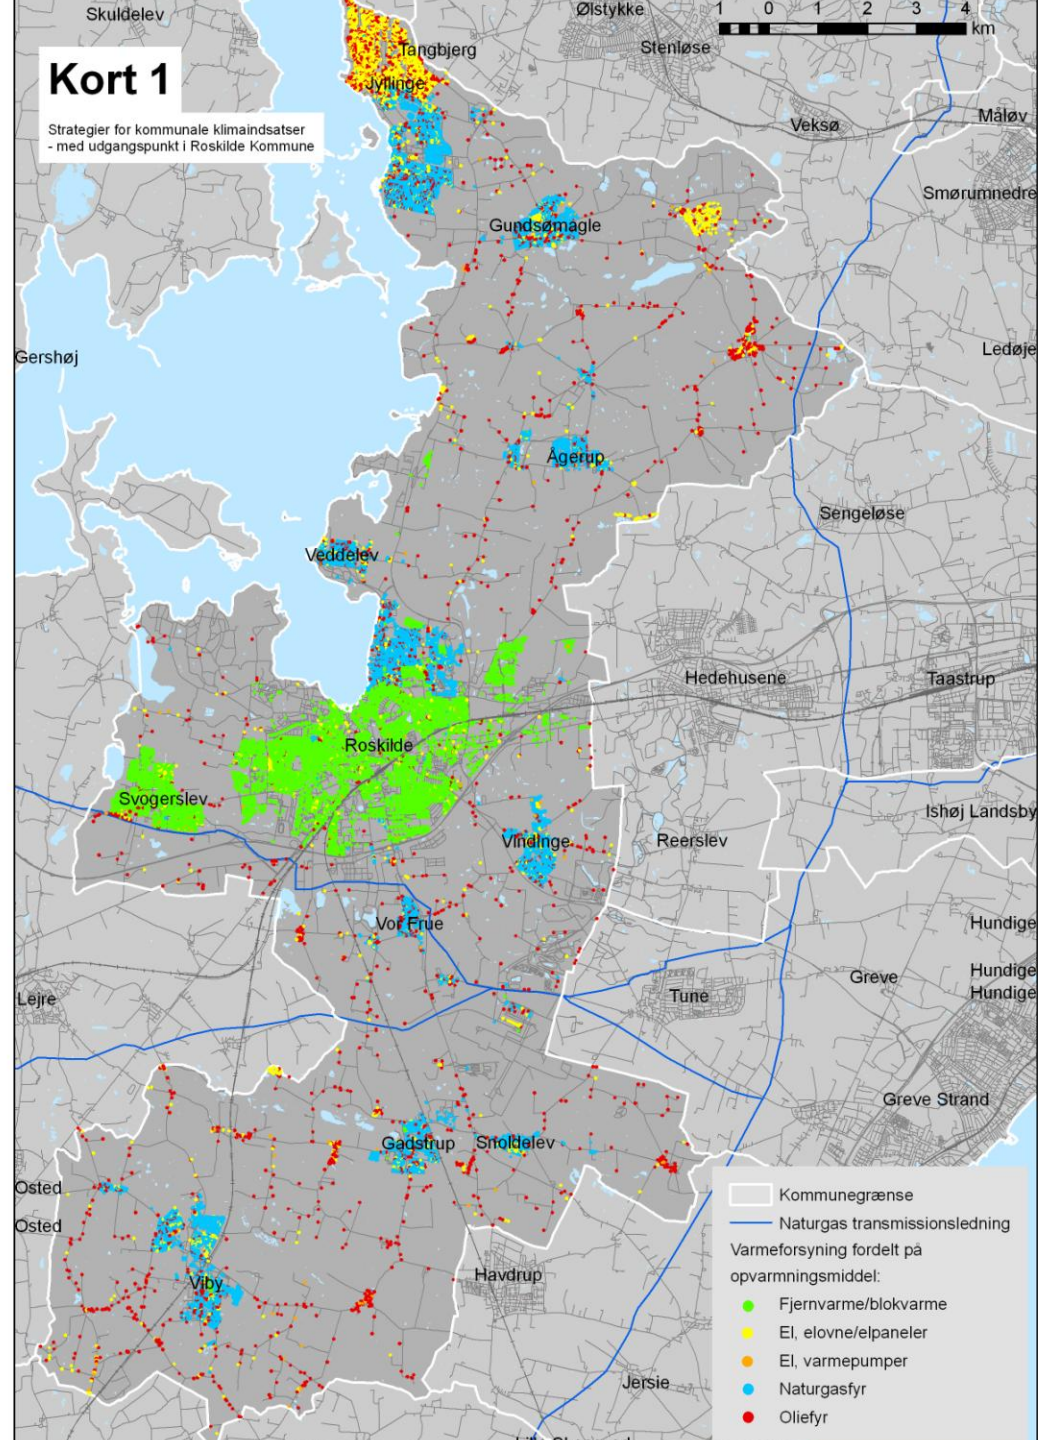 Skuldelev
Ølstykke
1 0 1 2 3 4
km
Tangbjerg
Stenløse
Kort 1
Jyllinge
Strategier for kommunale klimaindsatser
- med udgangspunkt i Roskilde Kommune
Veksø
Måløv
Smørumnedre
Gundsømagle
Gershøj
Ledøje
Ågerup
Sengeløse
Veddelev
Hedehusene
Taastrup
Roskilde
Svogerslev
Ishøj Landsby
Vindinge
Reerslev
Vor Frue
Hundige
Greve
Hundige
Hundige
Lejre
Tune
Greve Strand
Gadstrup
Snoldelev
Osted
Osted
Havdrup
Viby
Jersie
Kommunegrænse
Naturgas transmissionsledning
Varmeforsyning fordelt på
opvarmningsmiddel:
Fjernvarme/blokvarme
El, elovne/elpaneler
El, varmepumper
Naturgasfyr
Oliefyr